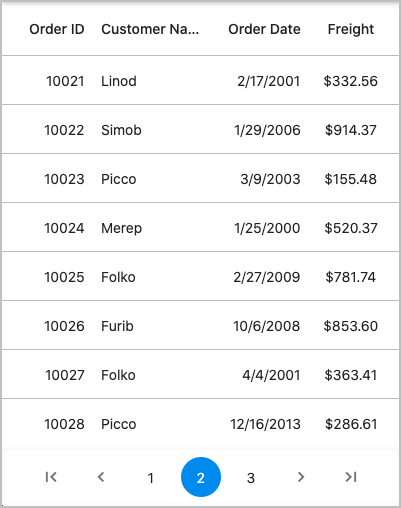 Order ID Customer Na... Order Date Freight
10021 Linod 2/17/2001 $332.56
10022 Simob 1/29/2006 $914.37
10023 Picco 3/9/2003 $155.48
10024 Merep 1/25/2000 $520.37
10025 Folko 2/27/2009 $781.74
10026 Furib 10/6/2008 $853.60
10027 Folko 4/4/2001 $363.41
10028 Picco 12/16/2013 $286.61
1 2 3